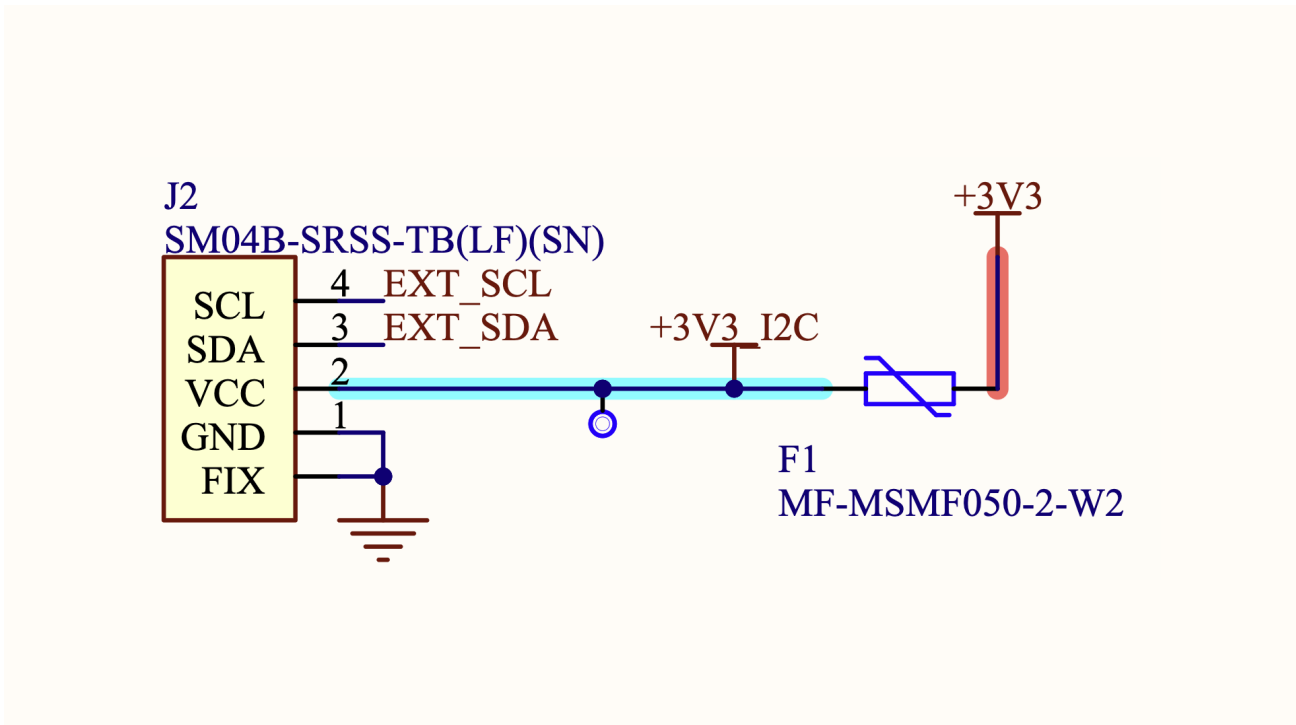 J2
SM04B-SRSS-TB(LF)(SN)
+3V3
SCL 4 EXT_SCL
SDA 3 EXT_SDA
+3V3_I2C
VCC 2
GND 1
FIX
F1
MF-MSMF050-2-W2